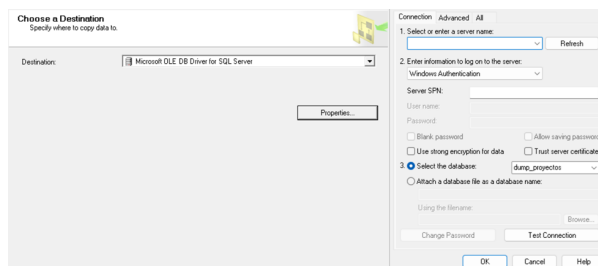 Choose a Destination
Specify where to copy data to.
Destination:
Microsoft OLE DB Driver for SQL Server
Properties...
Connection Advanced All
1. Select or enter a server name:
Refresh
2. Enter information to log on to the server:
Windows Authentication
Server SPN:
User name:
Password:
Blank password Allow saving password
Use strong encryption for data Trust server certificate
3. Select the database: dump_proyectos
Attach a database file as a database name:
Using the filename:
Browse...
Change Password Test Connection
OK Cancel Help